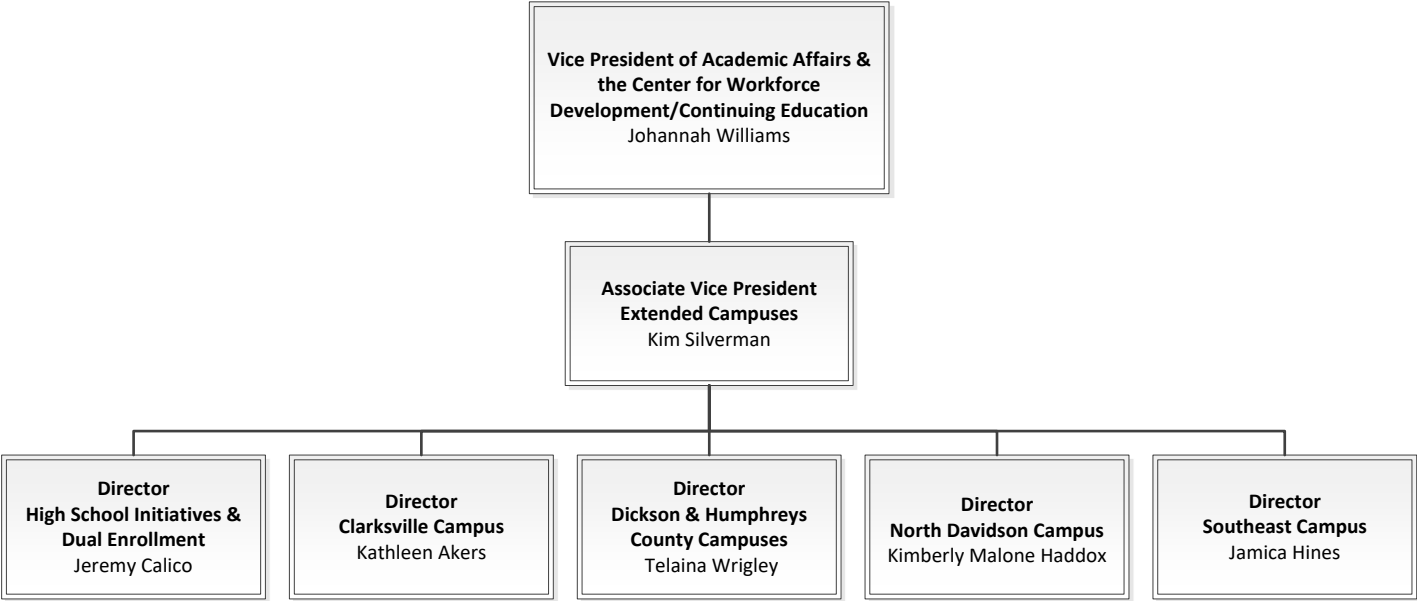 Vice President of Academic Affairs &
the Center for Workforce
Development/Continuing Education
Johannah Williams
Associate Vice President
Extended Campuses
Kim Silverman
Director
High School Initiatives &
Dual Enrollment
Jeremy Calico
Director
Clarksville Campus
Kathleen Akers
Director
Dickson & Humphreys
County Campuses
Telaina Wrigley
Director
North Davidson Campus
Kimberly Malone Haddox
Director
Southeast Campus
Jamica Hines